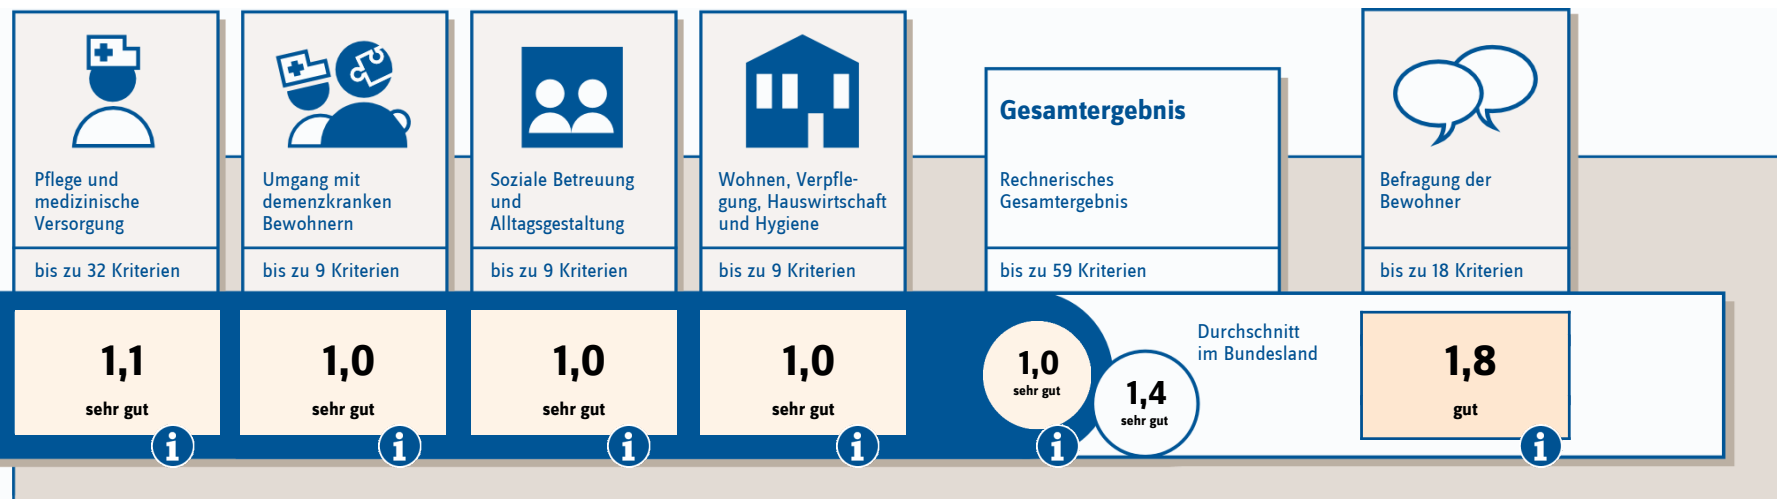 Pflege und
medizinische
Versorgung
bis zu 32 Kriterien
1,1
sehr gut
i
Umgang mit
demenzkranken
Bewohnern
bis zu 9 Kriterien
1,0
sehr gut
i
Soziale Betreuung
und
Alltagsgestaltung
bis zu 9 Kriterien
1,0
sehr gut
i
Wohnen, Verpfle-
gung, Hauswirtschaft
und Hygiene
bis zu 9 Kriterien
1,0
sehr gut
i
Gesamtergebnis
Rechnerisches
Gesamtergebnis
bis zu 59 Kriterien
1,0
sehr gut
i
Durchschnitt
im Bundesland
1,4
sehr gut
Befragung der
Bewohner
bis zu 18 Kriterien
1,8
gut
i